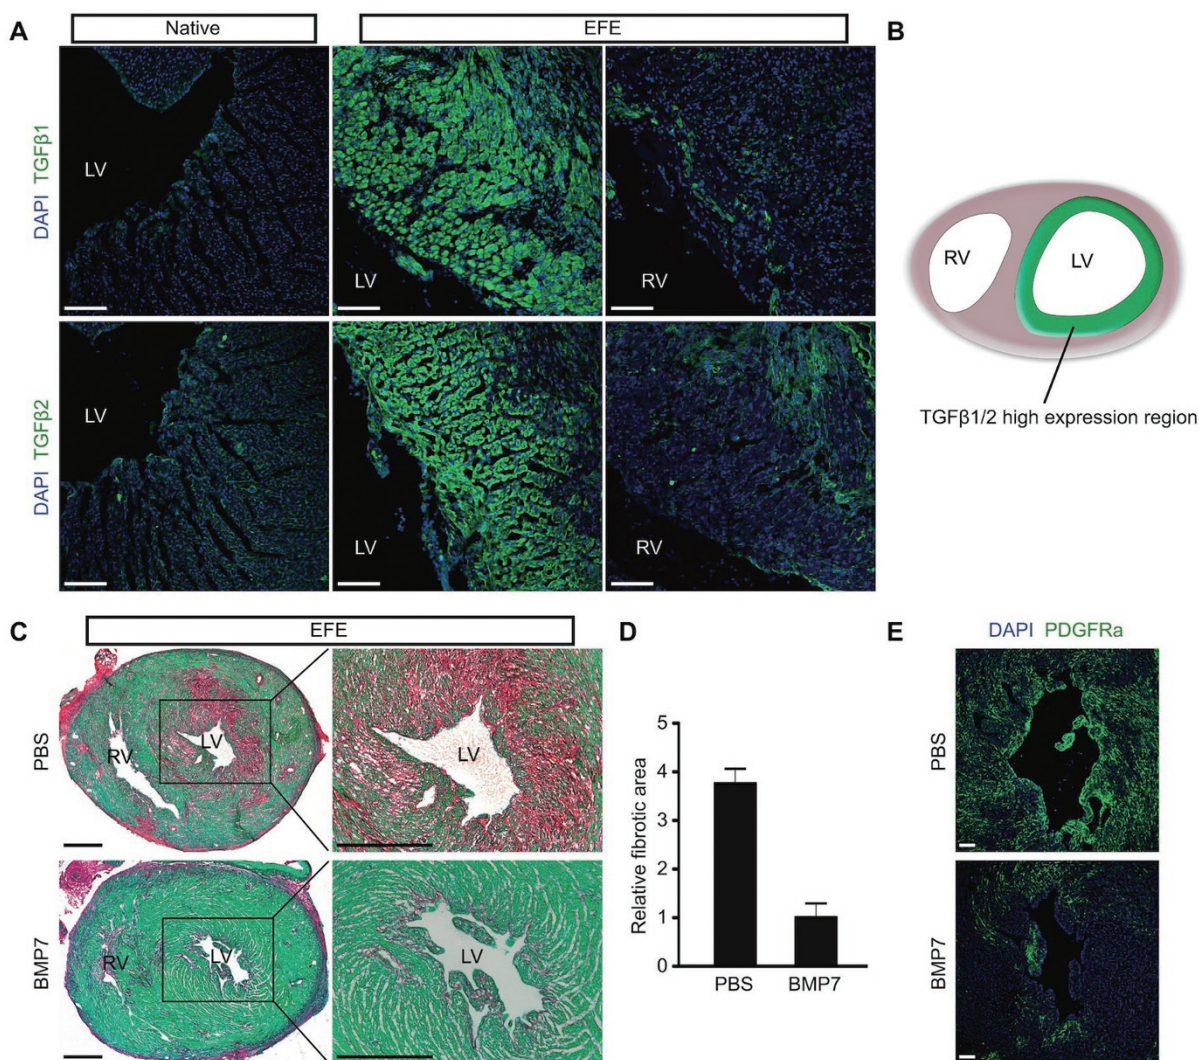 A
Native
EFE
B
DAPI TGFβ1
LV
LV
RV
RV
LV
TGFβ1/2 high expression region
DAPI TGFβ2
LV
LV
RV
C
EFE
D
E
DAPI PDGFRa
PBS
RV
LV
LV
BMP7
RV
LV
LV
Relative fibrotic area
5
4
3
2
1
0
PBS
BMP7
PBS
BMP7